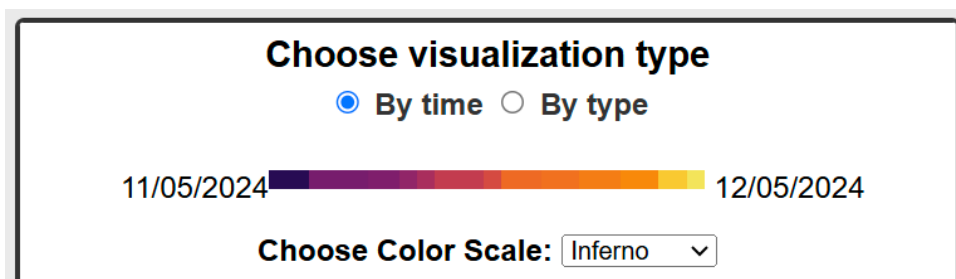 Choose visualization type
By time By type
11/05/2024 12/05/2024
Choose Color Scale: Inferno